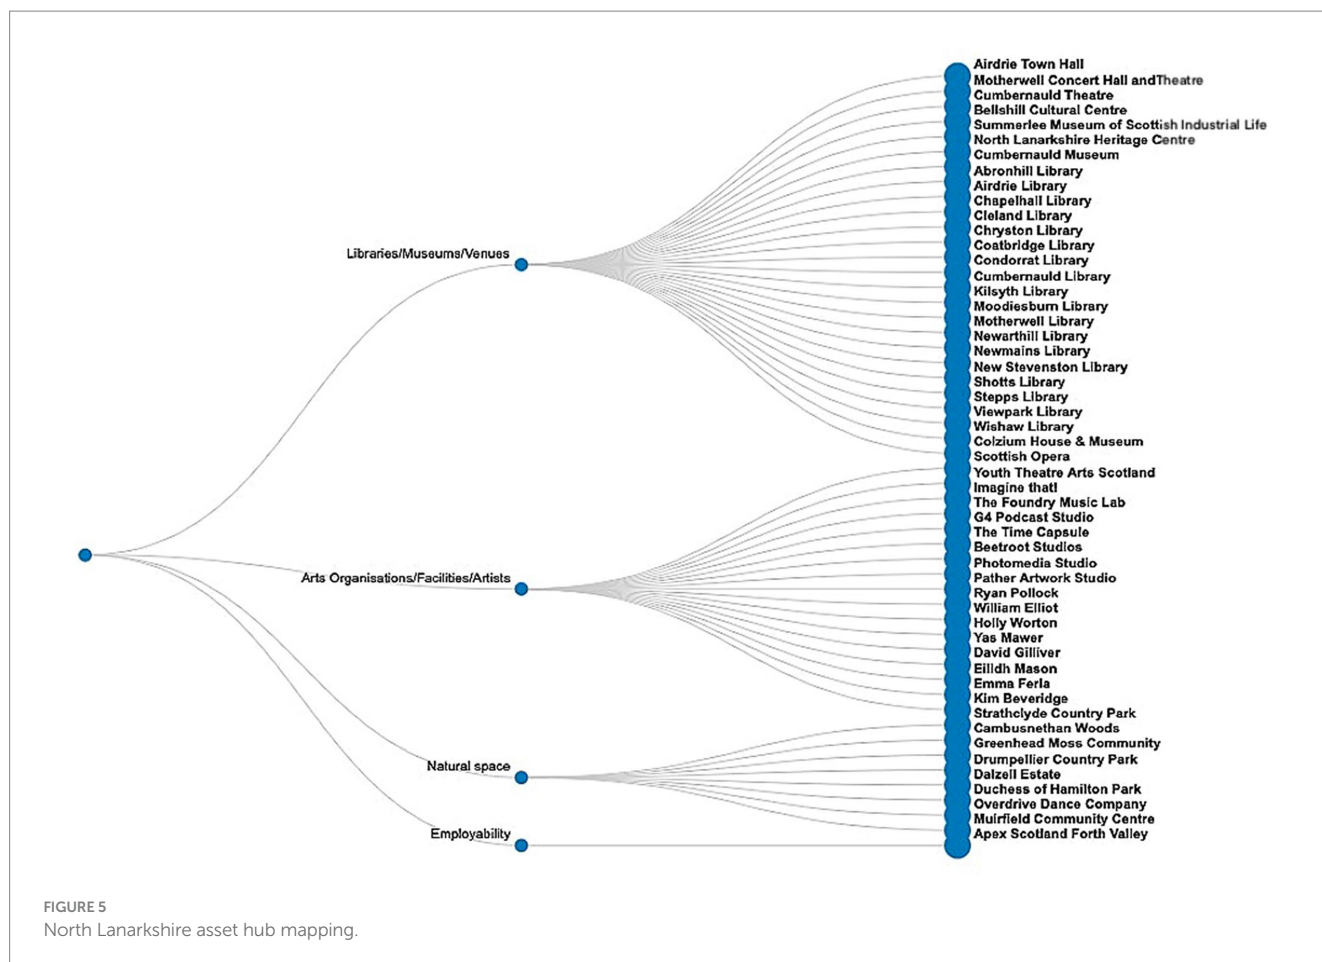 Airdrie Town Hall
Motherwell Concert Hall andTheatre
Cumbernauld Theatre
Bellshill Cultural Centre
Summerlee Museum of Scottish Industrial Life
North Lanarkshire Heritage Centre
Cumbernauld Museum
Abronhill Library
Airdrie Library
Chapelhall Library
Cleland Library
Chryston Library
Coatbridge Library
Condorrat Library
Cumbernauld Library
Kilsyth Library
Moodiesburn Library
Motherwell Library
Newarthill Library
Newmains Library
New Stevenston Library
Shotts Library
Stepps Library
Viewpark Library
Wishaw Library
Colzium House & Museum
Scottish Opera
Youth Theatre Arts Scotland
Imagine that!
The Foundry Music Lab
G4 Podcast Studio
The Time Capsule
Beetroot Studios
Photomedia Studio
Pather Artwork Studio
Ryan Pollock
William Elliot
Holly Worton
Yas Mawer
David Gilliver
Eilidh Mason
Emma Ferla
Kim Beveridge
Strathclyde Country Park
Cambusnethan Woods
Greenhead Moss Community
Drumpellier Country Park
Dalzell Estate
Duchess of Hamilton Park
Overdrive Dance Company
Muirfield Community Centre
Apex Scotland Forth Valley
Libraries/Museums/Venues
Arts Organisations/Facilities/Artists
Natural space
Employability
FIGURE 5
North Lanarkshire asset hub mapping.